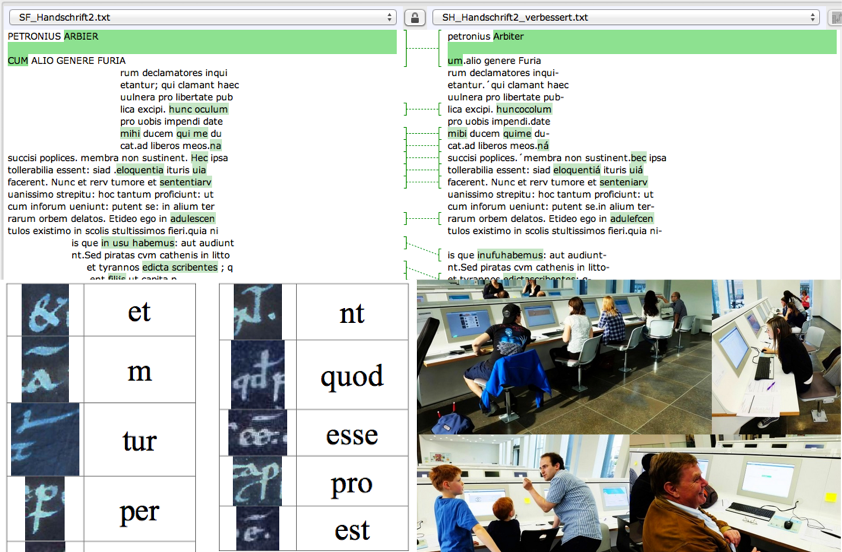 SF_Handschrift2.txt
SH_Handschrift2_verbessert.txt
PETRONIUS ARBIER
CUM ALIO GENERE FURIA
rum declamatores inqui
etantur; qui clamant haec
uulnera pro libertate pub
lica excipi. hunc oculum
pro uobis impendi date
mihi ducem qui me du
cat.ad liberos meos.na
succisi poplices. membra non sustinent. Hec ipsa
tollerabilia essent: siad .eloquentia ituris uia
facerent. Nunc et rerv tumore et sententiarv
uanissimo strepitu: hoc tantum proficiunt: ut
cum inforum ueniunt: putent se: in alium ter
rarum orbem delatos. Etideo ego in adulescen
tulos existimo in scolis stultissimos fieri.quia ni
is que in usu habemus: aut audiunt
nt.Sed piratas cvm cathenis in litto
et tyrannos edicta scribentes ; q
ent filiis ut capita p
petronius Arbiter
um.alio genere Furia
rum declamatores inqui-
etantur.´qui clamant haec
uulnera pro libertate pub-
lica excipi. huncocolum
pro uobis impendi.date
mibi ducem quime du-
cat.ad liberos meos.ná
succisi poplices.´membra non sustinent.bec ipsa
tollerabilia essent: siad eloquentiá ituris uiá
facerent. Nunc et rerv tumore et senteniarv
uanissimo strepitu: hoc tantum proficiunt: ut
cum inforum ueniunt: putent se.in alium ter-
rarum orbem delatos. Etideo ego in adulefcen
tulos existimo in scolis stultissimos fieri.quia ni-
is que inufuhabemus: aut audiunt-
nt.Sed piratas cvm cathenis in litto-
et tyrannos edictascribentes: q-
et
m
tur
per
nt
quod
esse
pro
est